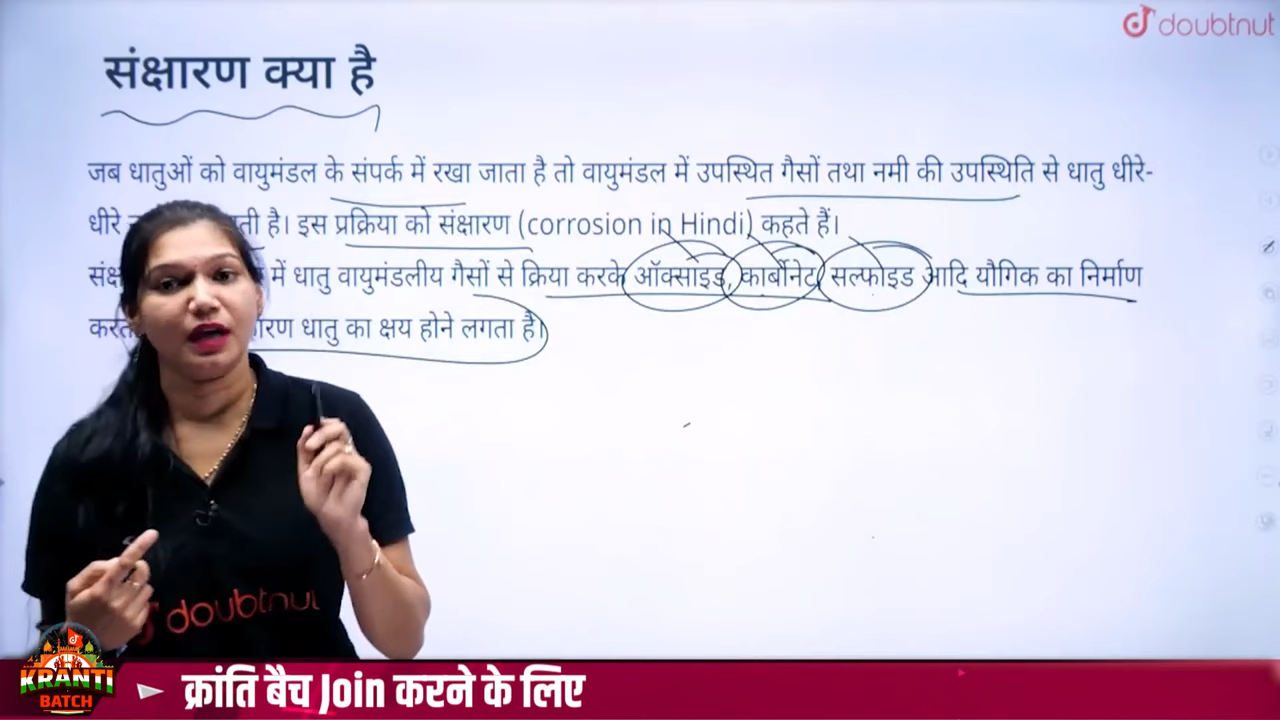 doubtnut
संक्षारण क्या है
जब धातुओं को वायुमंडल के संपर्क में रखा जाता है तो वायुमंडल में उपस्थित गैसों तथा नमी की उपस्थिति से धातु धीरे-
धीरे है। इस प्रक्रिया को संक्षारण (corrosion in Hindi) कहते हैं।
में धातु वायुमंडलीय गैसों से क्रिया करके ऑक्साइड, कार्बोनेट, सल्फोइड आदि यौगिक का निर्माण
धातु का क्षय होने लगता है।
doubtnut
KRANTI
BATCH
क्रांति बैच Join करने के लिए